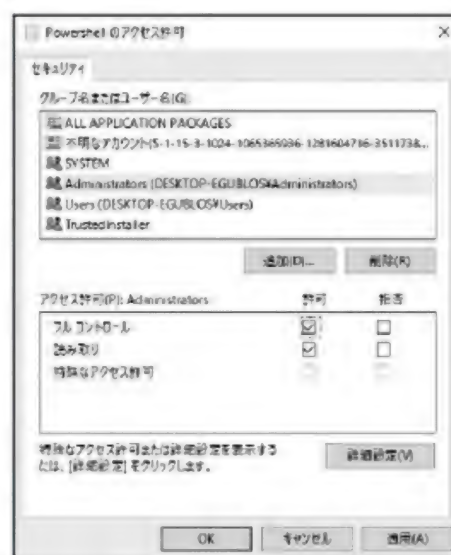 Powershell のアクセス許可
セキュリティ
グループ名またはユーザー名(G):
ALL APPLICATION PACKAGES
不明なアカウント(S-1-15-3-1024-1065365936-1281604716-3511738...
SYSTEM
Administrators (DESKTOP-EGUBLOS¥Administrators)
Users (DESKTOP-EGUBLOS¥Users)
TrustedInstaller
追加(D)... 削除(R)
アクセス許可(P): Administrators 許可 拒否
フル コントロール
読み取り
特殊なアクセス許可
特殊なアクセス許可または詳細設定を表示する
には、[詳細設定] をクリックします。
詳細設定(V)
OK キャンセル 適用(A)